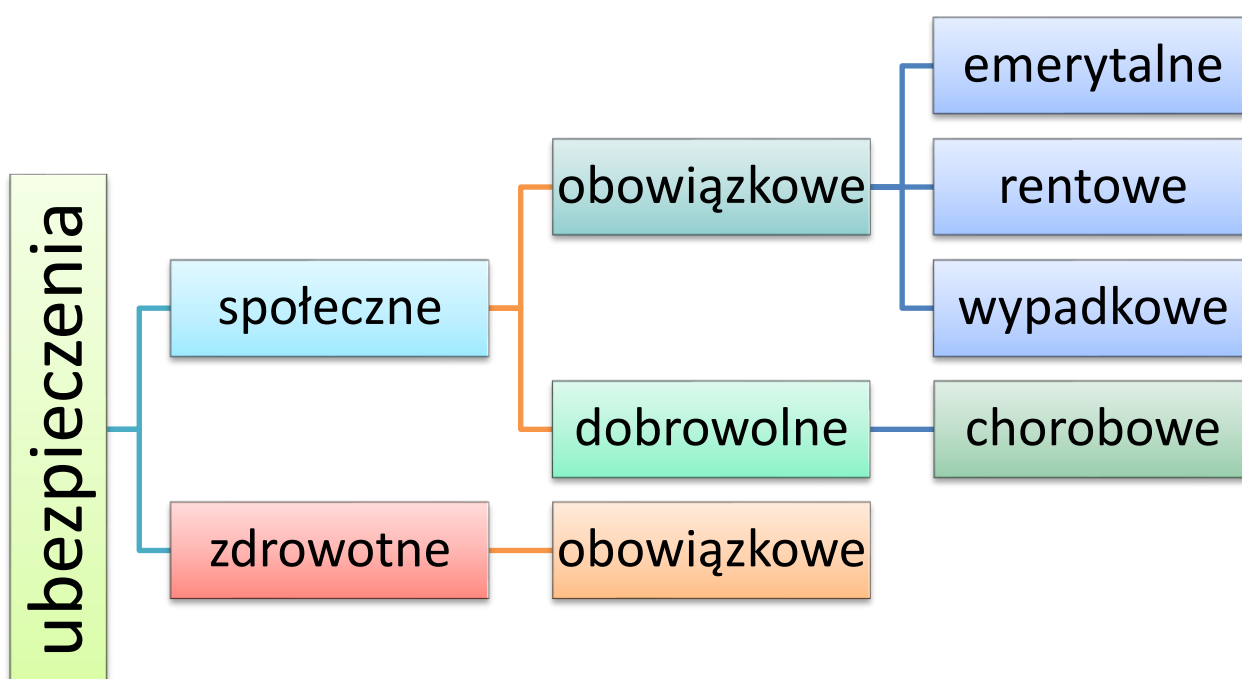 ubezpieczenia
społeczne
obowiązkowe
emerytalne
rentowe
wypadkowe
dobrowolne
chorobowe
zdrowotne
obowiązkowe